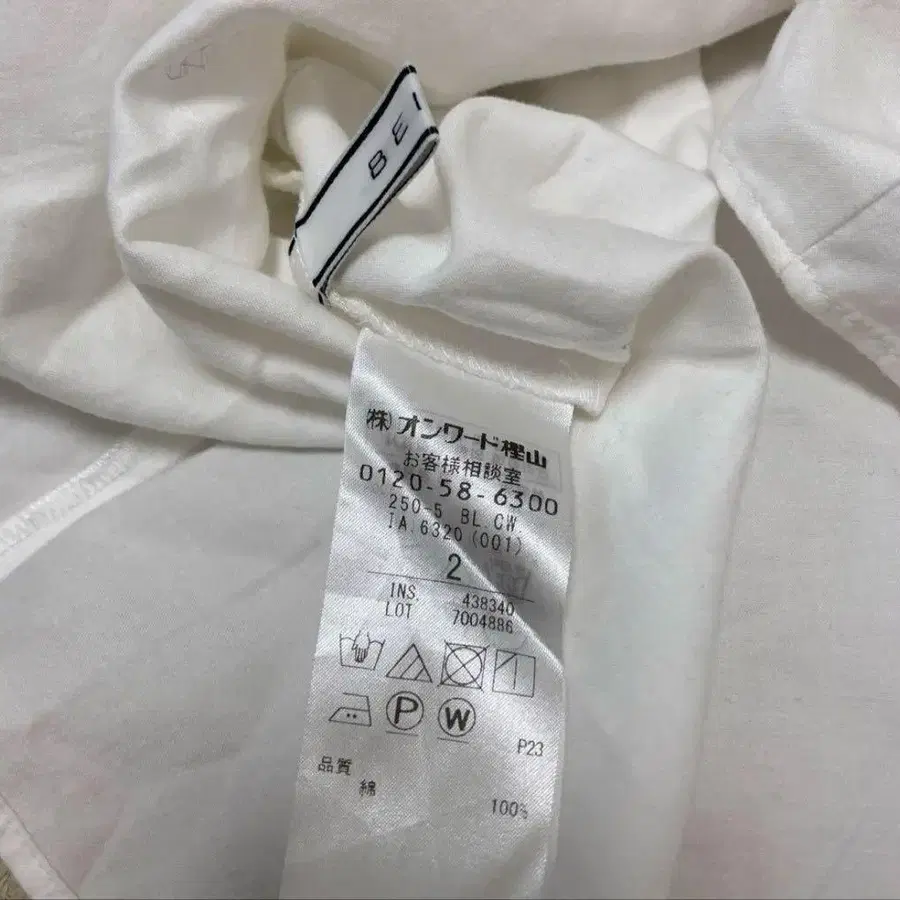 BE
(株)オンワード樫山
お客様相談室
0120-58-6300
250-5 BL.CW
IA.6320(001)
2
INS. 438340
LOT 7004886
P W
P23
品質
綿 100%